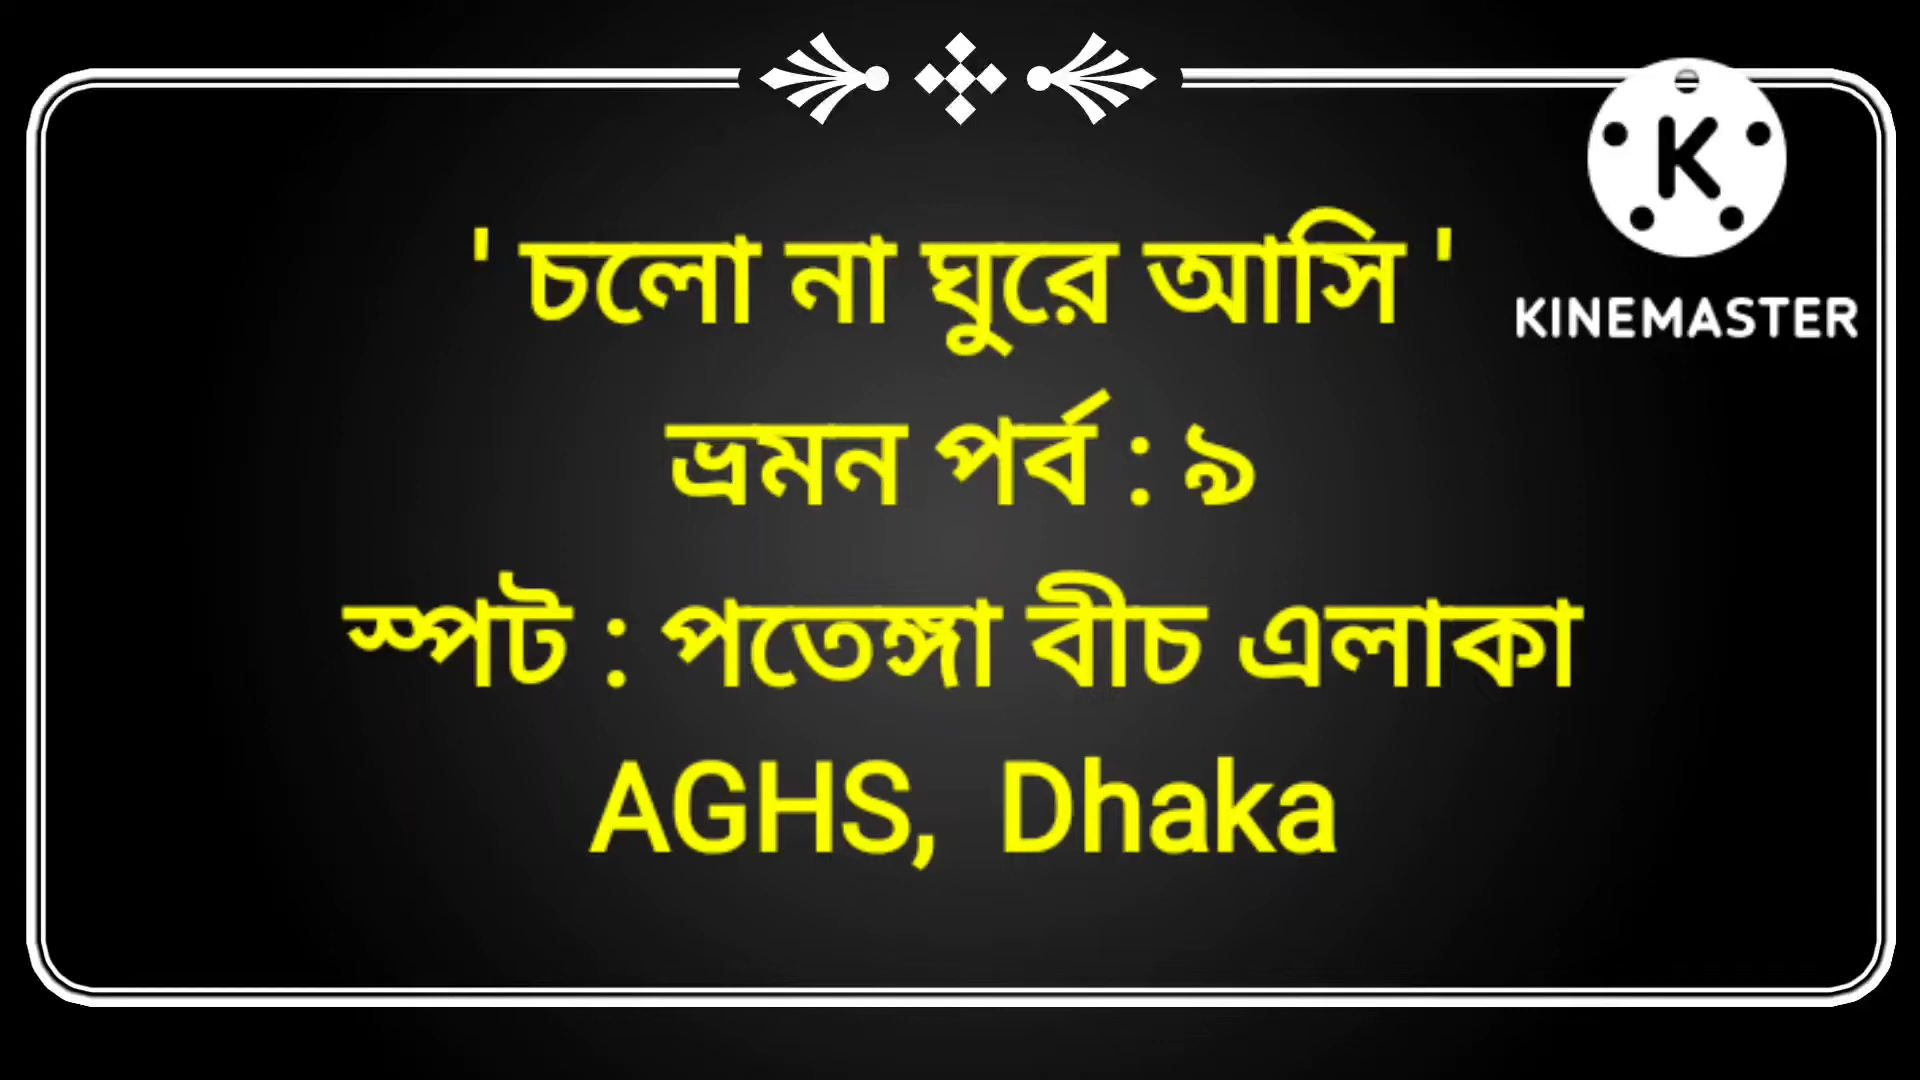 ' চলো না ঘুরে আসি '
ভ্রমন পর্ব : ৯
স্পট : পতেঙ্গা বীচ এলাকা
AGHS, Dhaka
K
KINEMASTER